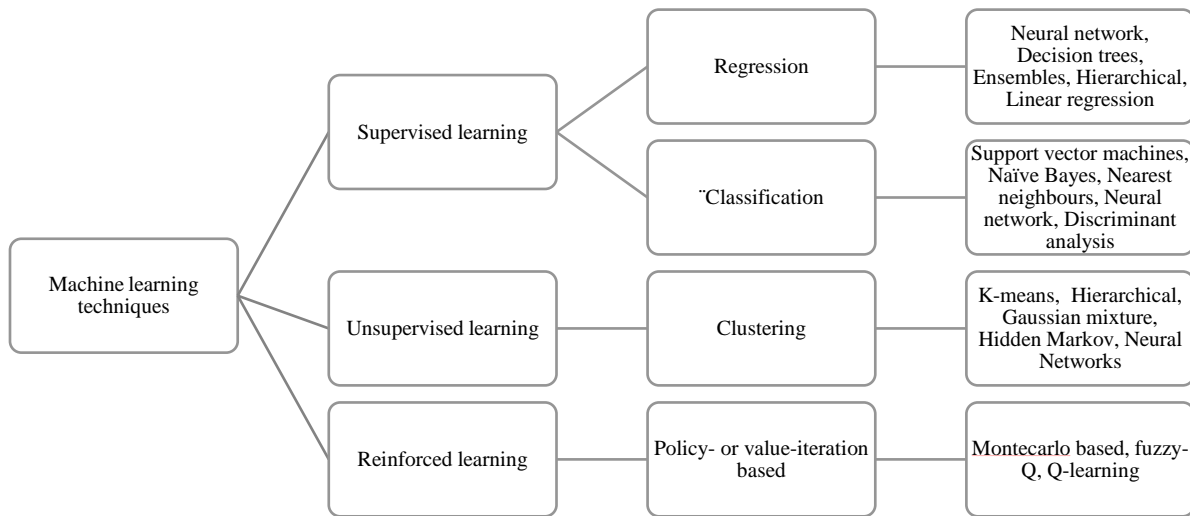 Machine learning
techniques
Supervised learning
Regression
Neural network,
Decision trees,
Ensembles, Hierarchical,
Linear regression
¨Classification
Support vector machines,
Naïve Bayes, Nearest
neighbours, Neural
network, Discriminant
analysis
Unsupervised learning
Clustering
K-means,  Hierarchical,
Gaussian mixture,
Hidden Markov, Neural
Networks
Reinforced learning
Policy- or value-iteration
based
Montecarlo based, fuzzy-
Q, Q-learning